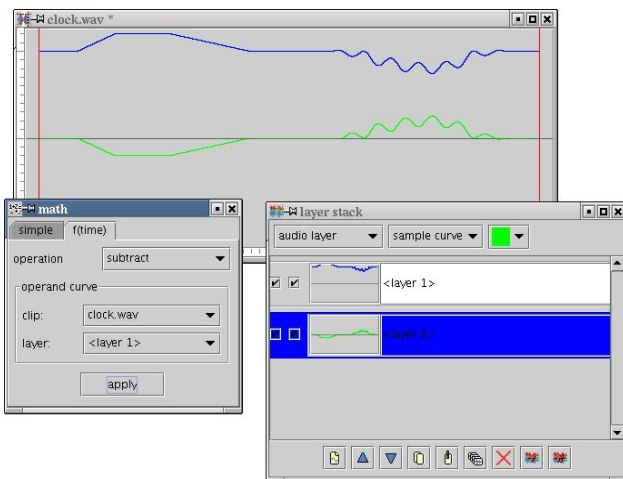 clock.wav *
math
simple f(time)
operation subtract
operand curve
clip: clock.wav
layer: <layer 1>
apply
layer stack
audio layer sample curve
<layer 1>